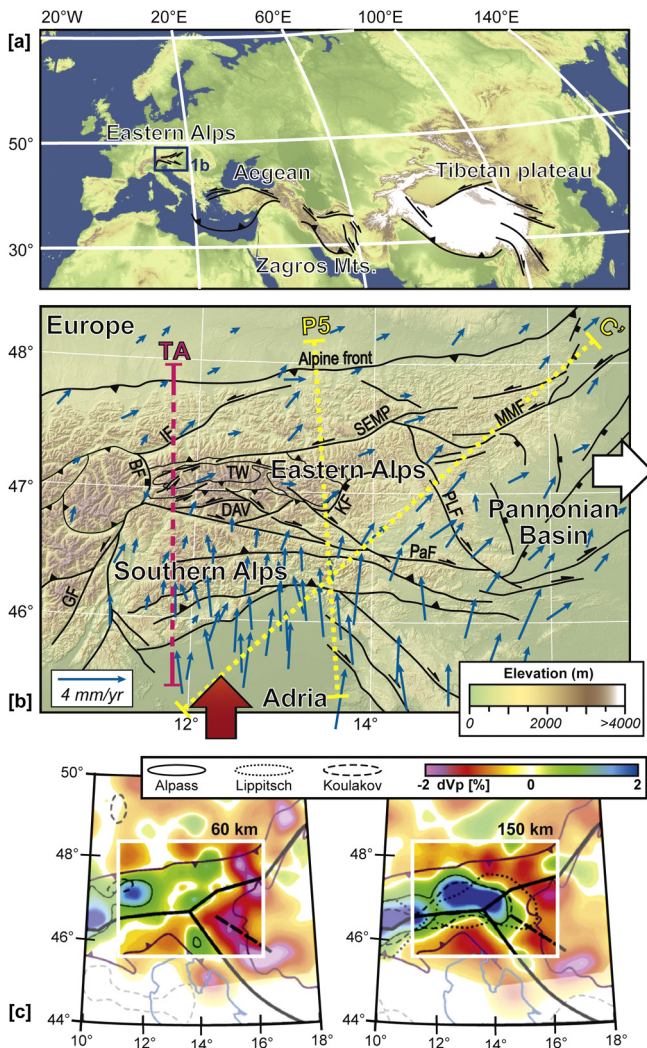 20W 20°E 60°E 100°E 140°E
[a]
50°
30°
Eastern Alps
1b
Aegean
Tibetan plateau
Zagros Mts.
Europe
TA
P5
C'
48°
Alpine front
IF
SEMP
MMF
BF
TW
Eastern Alps
47°
DAV
KF
PLF
Pannonian
Basin
PaF
Southern Alps
GF
46°
4 mm/yr
12°
Adria
14°
Elevation (m)
0 2000 >4000
[b]
50°
Alpass Lippitsch Koulakov
-2 dVp [%] 0 2
60 km
150 km
48°
48°
46°
46°
[c]
44°
44°
10° 12° 14° 16° 18°
10° 12° 14° 16° 18°